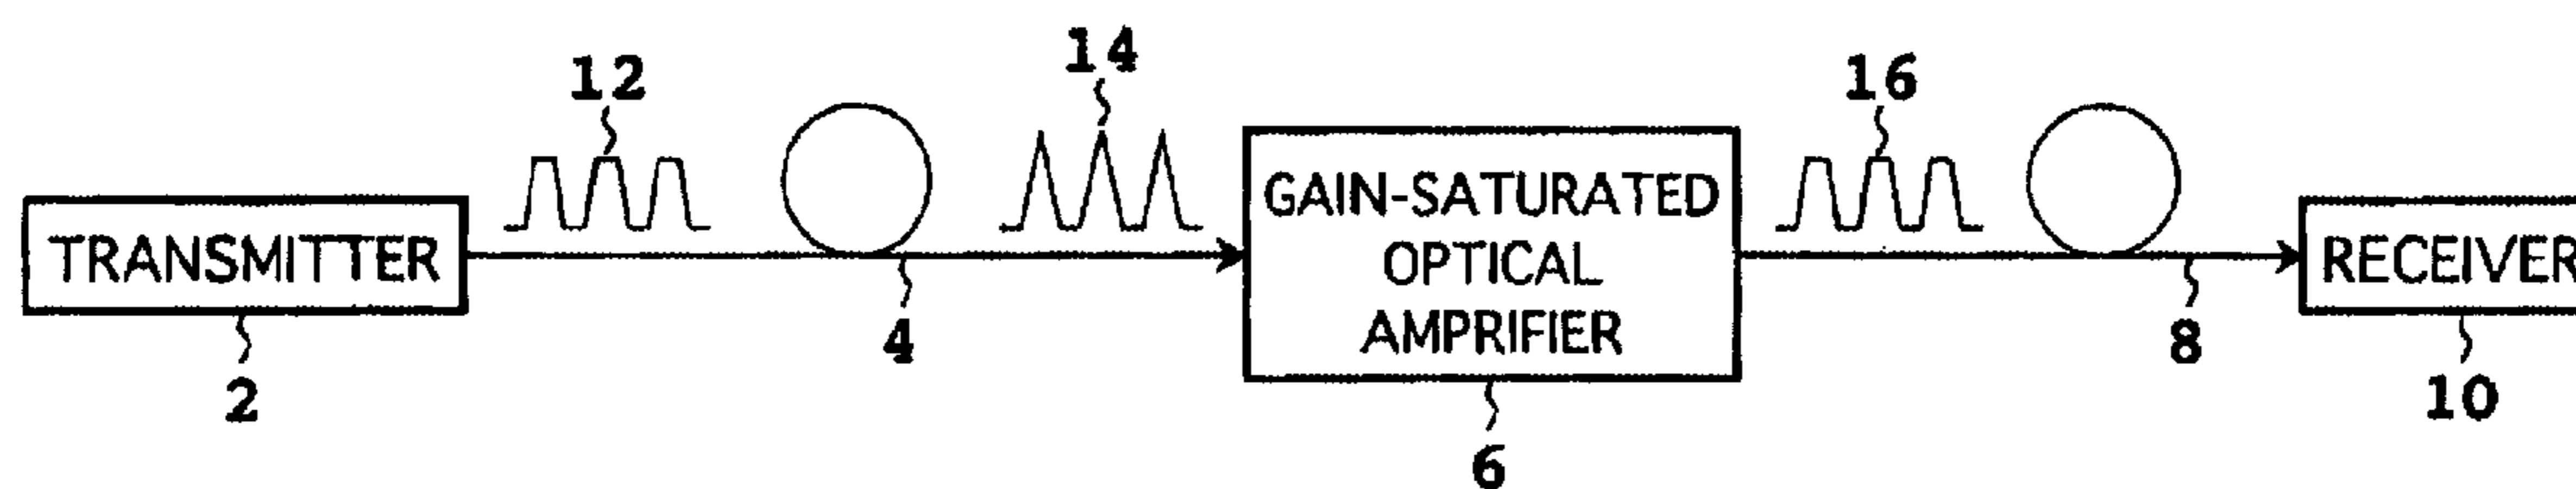 12
14
16
TRANSMITTER
GAIN-SATURATED
OPTICAL
AMPRIFIER
RECEIVER
2
4
6
8
10